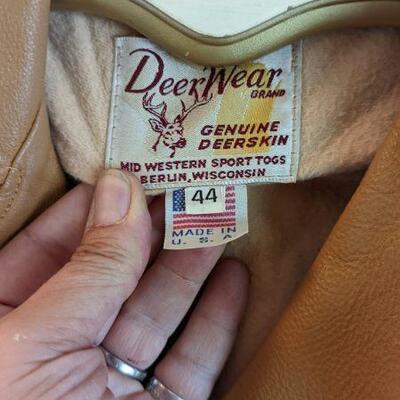 DeerWear
BRAND
GENUINE
DEERSKIN
MID WESTERN SPORT TOGS
BERLIN, WISCONSIN
44
MADE IN
U. S. A